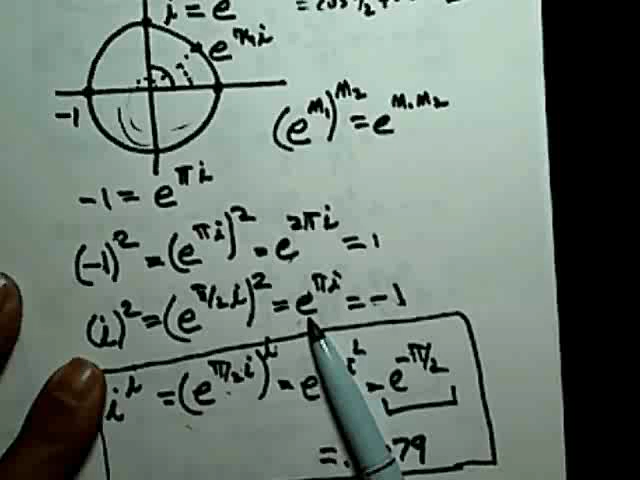 i = e
e^π/4 i
-1
(e^M₁)^M₂ = e^M₁·M₂
-1 = e^πi
(-1)² = (e^πi)² = e^2πi = 1
(i)² = (e^π/2 i)² = e^πi = -1
i^i = (e^π/2 i)^i = e = e^-π/2
= 79